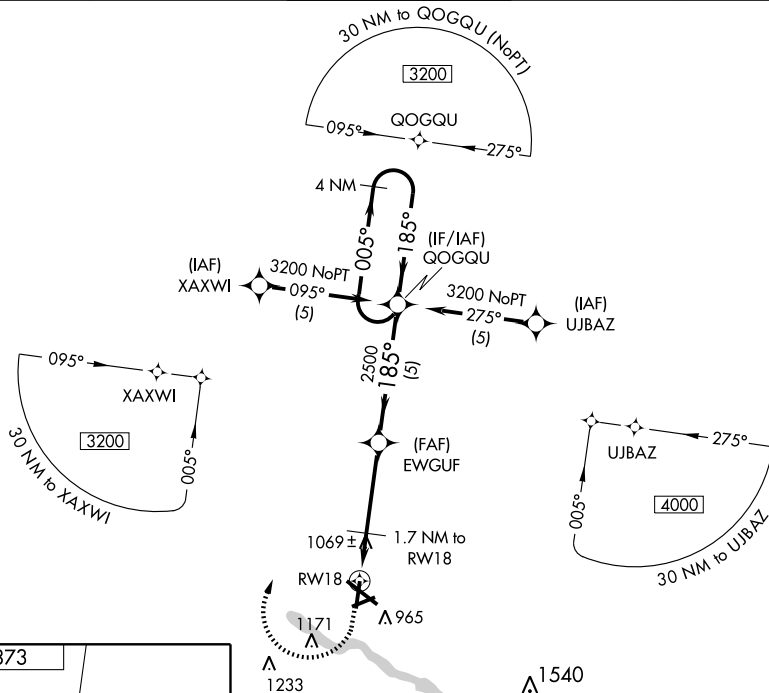 30 NM to QOGQU (NoPT)
3200
QOGQU
095°
275°
4 NM
005°
185°
(IF/IAF)
QOGQU
(IAF)
XAXWI
3200 NoPT
095°
(5)
3200 NoPT
275°
(5)
(IAF)
UJBAZ
2500
185°
(5)
095°
XAXWI
3200
005°
30 NM to XAXWI
(FAF)
EWGUF
UJBAZ
275°
4000
005°
30 NM to UJBAZ
1069±
1.7 NM to
RW18
RW18
965
1171
1233
1540
873